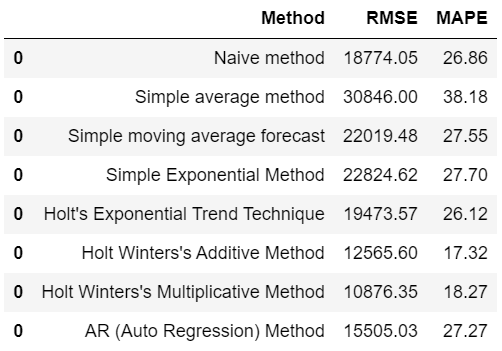 Method RMSE MAPE
0 Naive method 18774.05 26.86
0 Simple average method 30846.00 38.18
0 Simple moving average forecast 22019.48 27.55
0 Simple Exponential Method 22824.62 27.70
0 Holt's Exponential Trend Technique 19473.57 26.12
0 Holt Winters's Additive Method 12565.60 17.32
0 Holt Winters's Multiplicative Method 10876.35 18.27
0 AR (Auto Regression) Method 15505.03 27.27